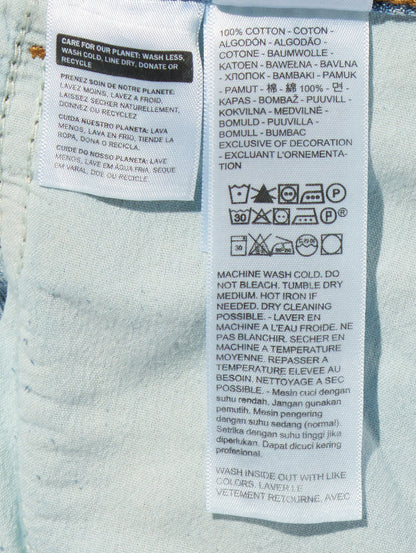 CARE FOR OUR PLANET: WASH LESS,
WASH COLD, LINE DRY, DONATE OR
RECYCLE
PRENEZ SOIN DE NOTRE PLANETE:
LAVEZ MOINS, LAVEZ A FROID,
LAISSEZ SECHER NATURELLEMENT,
DONNEZ OU RECYCLEZ
CUIDA NUESTRO PLANETA: LAVA
MENOS, LAVA EN FRIO, TIENDE LA
ROPA, DONA O RECICLA.
CUIDE DO NOSSO PLANETA: LAVE
MENOS, LAVE EM ÁGUA FRIA, SEQUE
EM VARAL, DOE OU RECICLE.
100% COTTON - COTON -
ALGODÓN - ALGODÃO -
COTONE - BAUMWOLLE -
KATOEN - BAWEŁNA - BAVLNA
- ХЛОПОК - BAMBAKI - PAMUK
- PAMUT - 棉 - 綿 100% - 면 -
KAPAS - BOMBAŽ - PUUVILL -
KOKVILNA - MEDVILNĖ -
BOMULD - PUUVILLA -
BOMULL - BUMBAC
EXCLUSIVE OF DECORATION
- EXCLUANT L'ORNEMENTA-
TION
P
30 P
30
MACHINE WASH COLD. DO
NOT BLEACH. TUMBLE DRY
MEDIUM. HOT IRON IF
NEEDED. DRY CLEANING
POSSIBLE. - LAVER EN
MACHINE A L'EAU FROIDE. NE
PAS BLANCHIR. SECHER EN
MACHINE A TEMPERATURE
MOYENNE. REPASSER A
TEMPERATURE ELEVEE AU
BESOIN. NETTOYAGE A SEC
POSSIBLE. - Mesin cuci dengan
suhu rendah. Jangan gunakan
pemutih. Mesin pengering
dengan suhu sedang (normal).
Setrika dengan suhu tinggi jika
diperlukan. Dapat dicuci kering
profesional.
WASH INSIDE OUT WITH LIKE
COLORS. LAVER LE
VETEMENT RETOURNE, AVEC